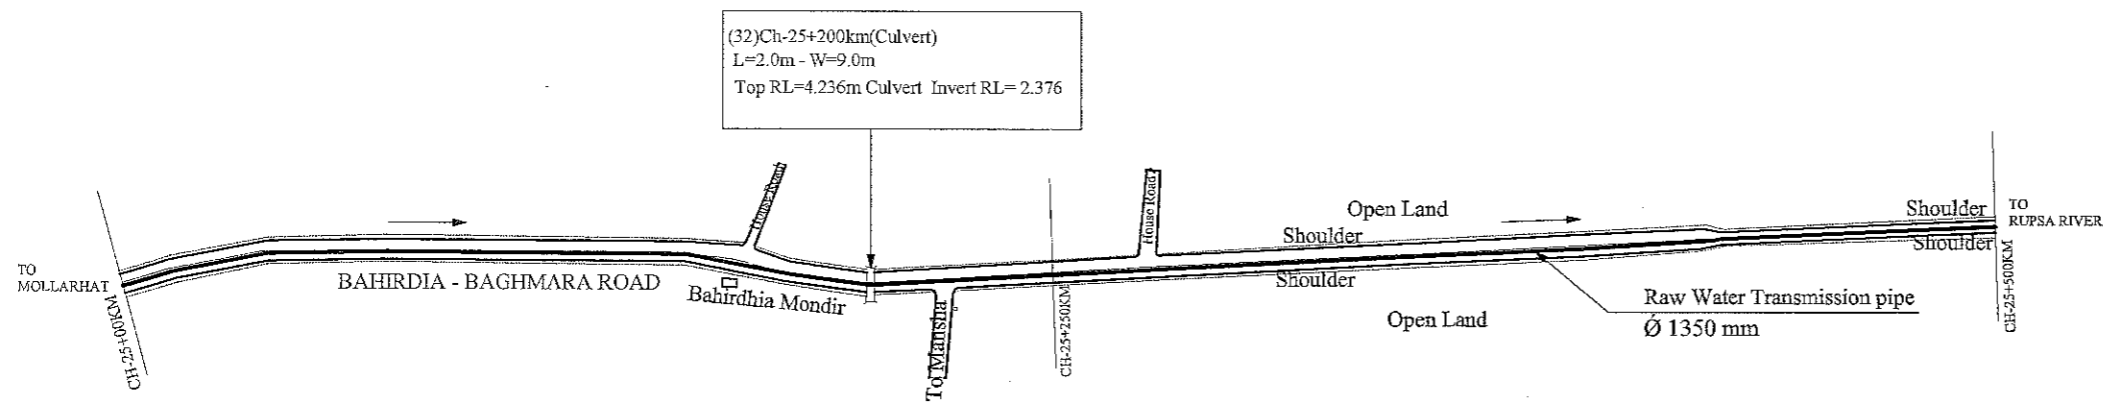 (32)Ch-25+200km(Culvert)
L=2.0m - W=9.0m
Top RL=4.236m Culvert Invert RL= 2.376
House Road
House Road
Open Land
Shoulder
Shoulder
TO
RUPSA RIVER
Shoulder
TO
MOLLARHAT
BAHIRDIA - BAGHMARA ROAD
Bahirdhia Mondir
Shoulder
Raw Water Transmission pipe
Ø 1350 mm
Open Land
CH-25+00KM
To Mansha
CH-25+250KM
CH-25+500KM